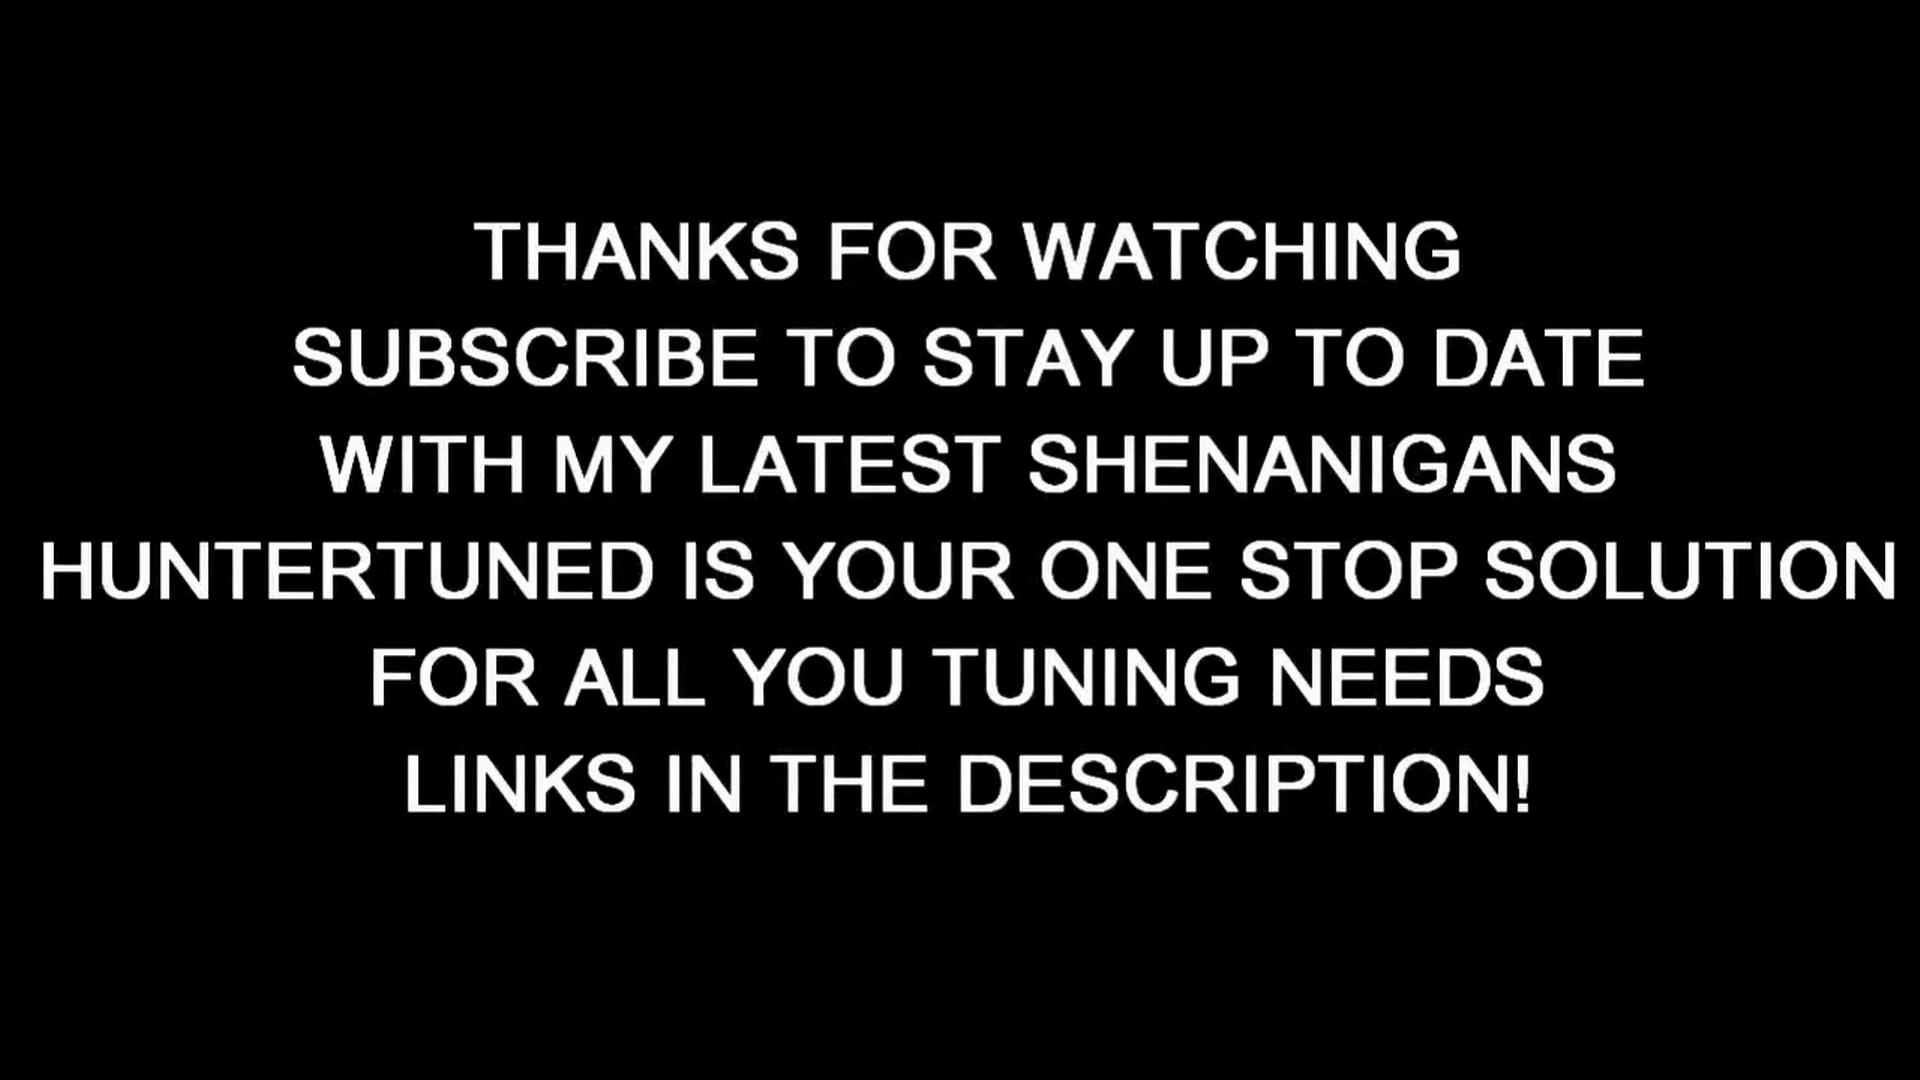 THANKS FOR WATCHING
SUBSCRIBE TO STAY UP TO DATE
WITH MY LATEST SHENANIGANS
HUNTERTUNED IS YOUR ONE STOP SOLUTION
FOR ALL YOU TUNING NEEDS
LINKS IN THE DESCRIPTION!